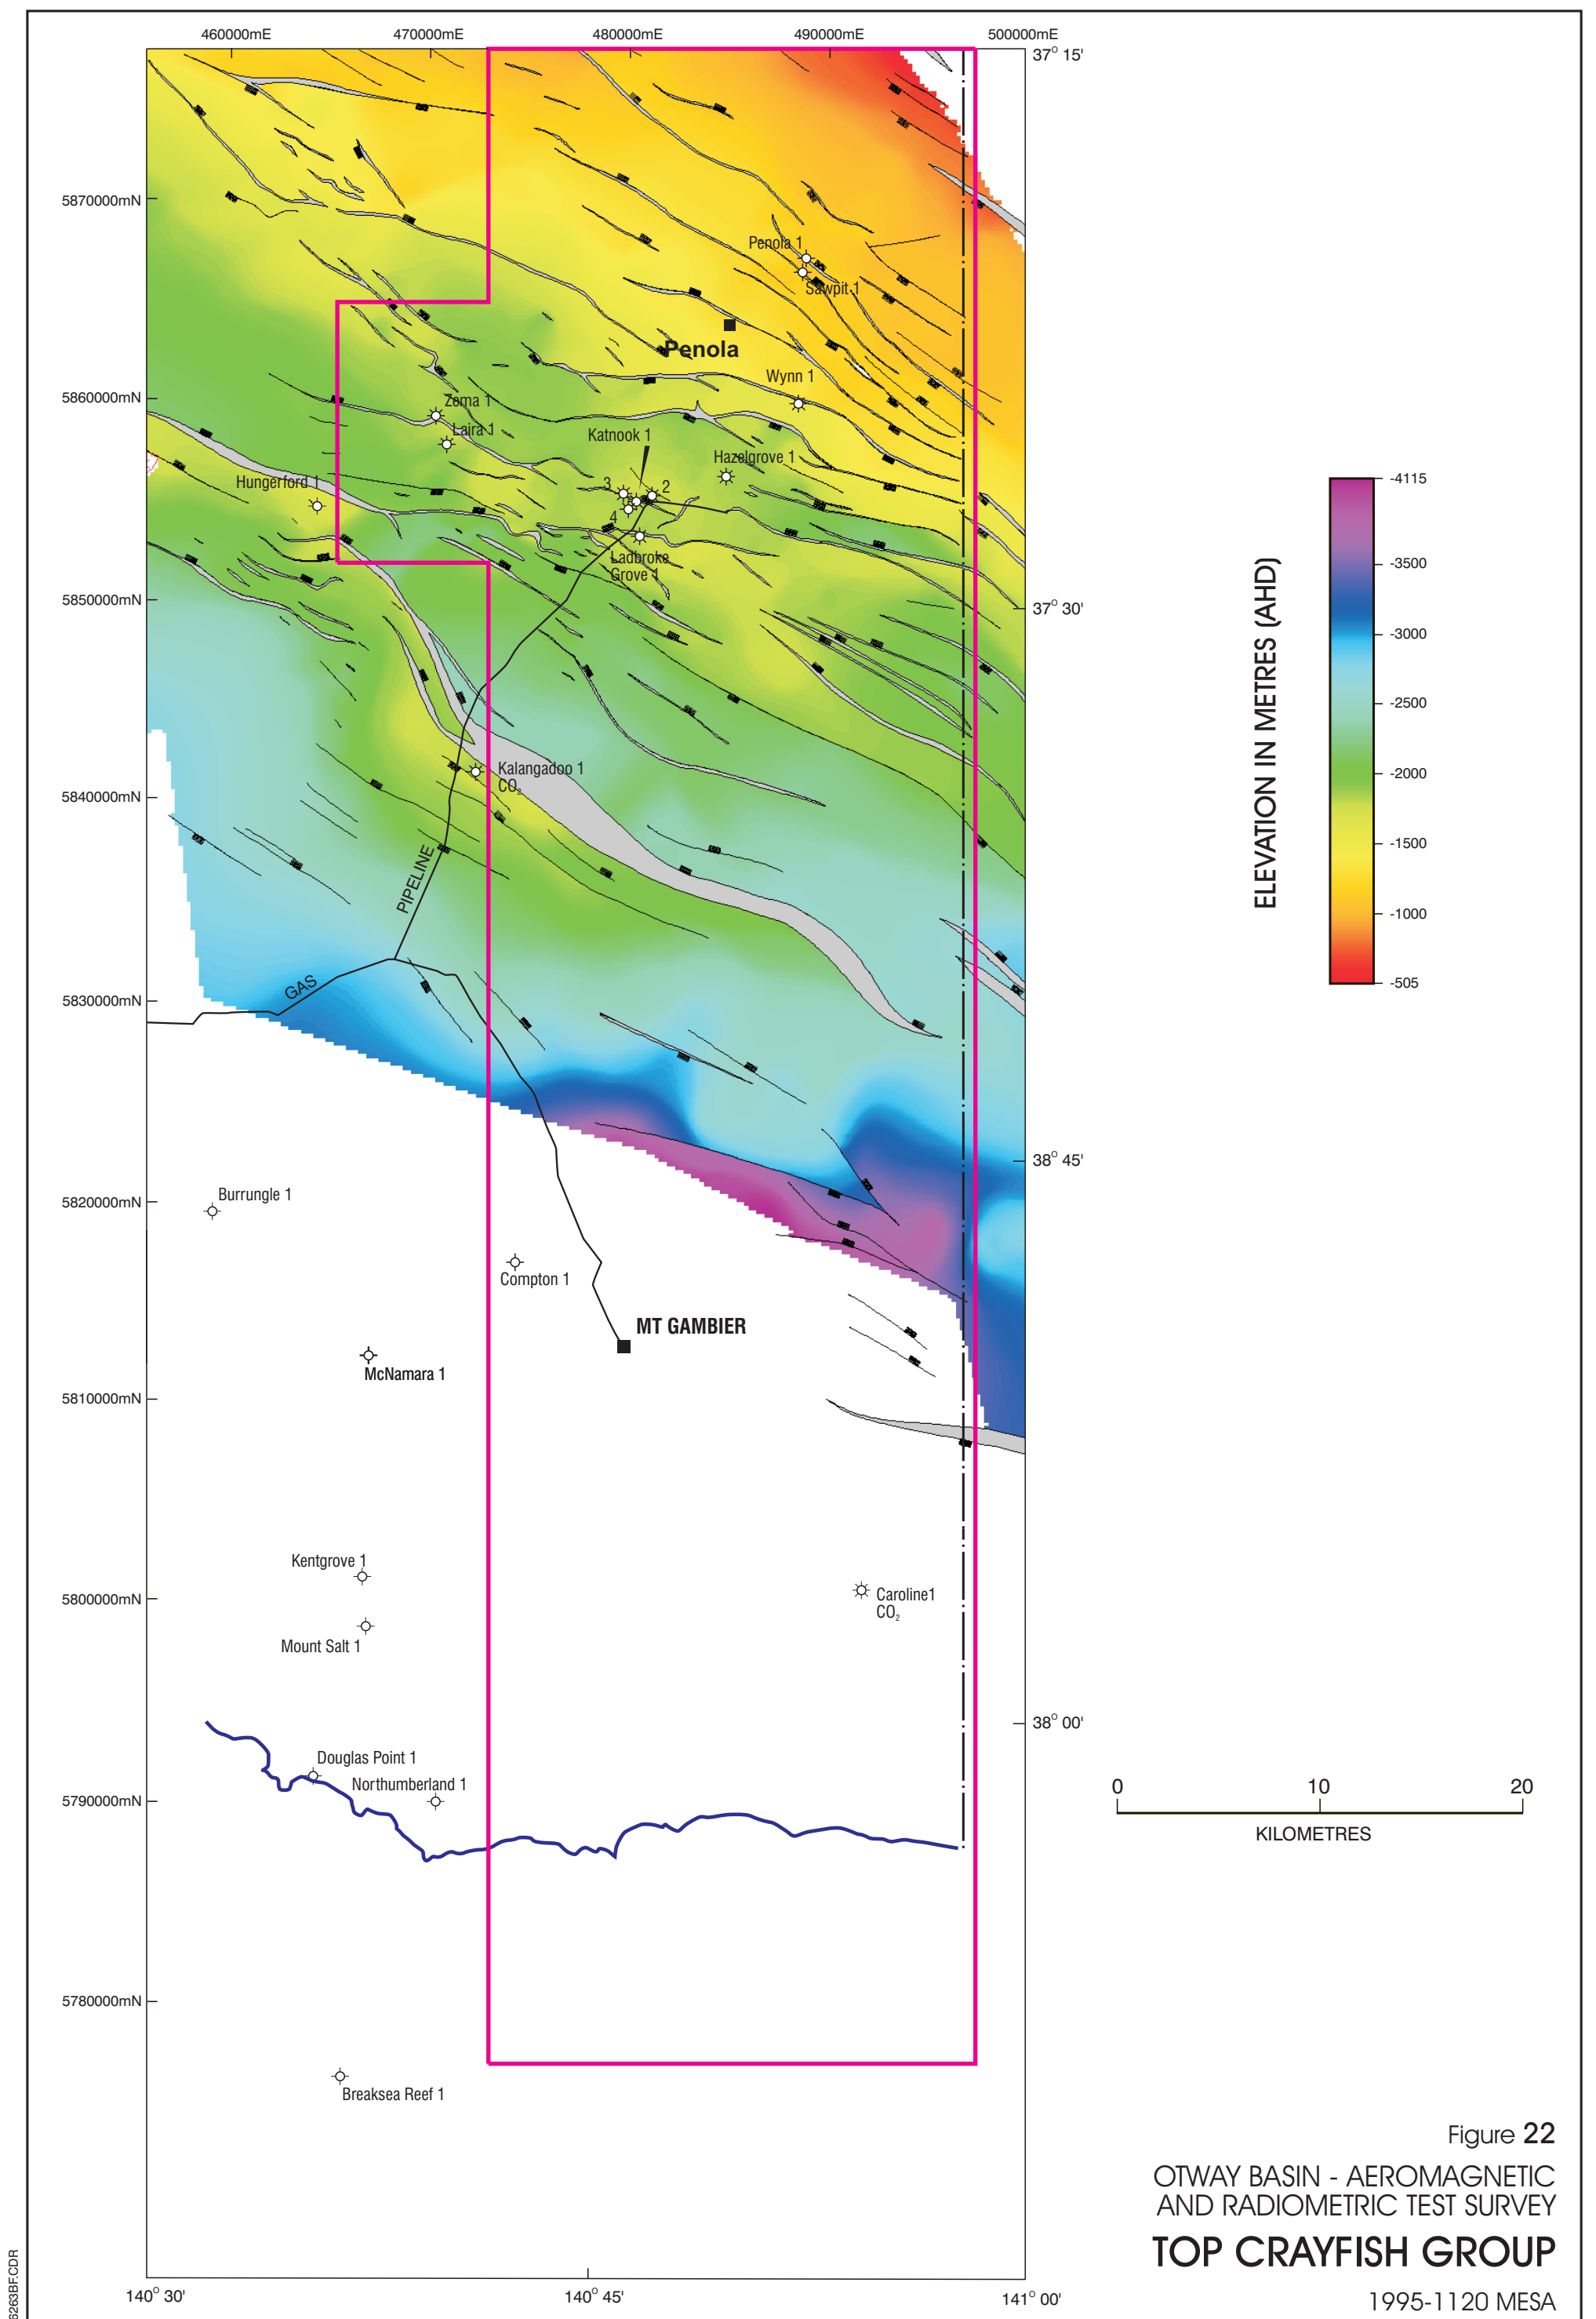 460000mE 470000mE 480000mE 490000mE 500000mE
37° 15'
5870000mN
Penola 1
Sawpit 1
Penola
5860000mN
Wynn 1
Zema 1
Laira 1
Katnook 1
Hazelgrove 1
Hungerford 1
3
2
4
Ladbroke
Grove 1
5850000mN
37° 30'
Kalangadoo 1
CO₂
5840000mN
PIPELINE
GAS
5830000mN
38° 45'
Burrungle 1
5820000mN
Compton 1
MT GAMBIER
McNamara 1
5810000mN
Kentgrove 1
5800000mN
Caroline1
CO₂
Mount Salt 1
38° 00'
Douglas Point 1
Northumberland 1
5790000mN
5780000mN
Breaksea Reef 1
140° 30' 140° 45' 141° 00'
ELEVATION IN METRES (AHD)
-4115
-3500
-3000
-2500
-2000
-1500
-1000
-505
0 10 20
KILOMETRES
Figure 22
OTWAY BASIN - AEROMAGNETIC
AND RADIOMETRIC TEST SURVEY
TOP CRAYFISH GROUP
1995-1120 MESA
6263BF.CDR